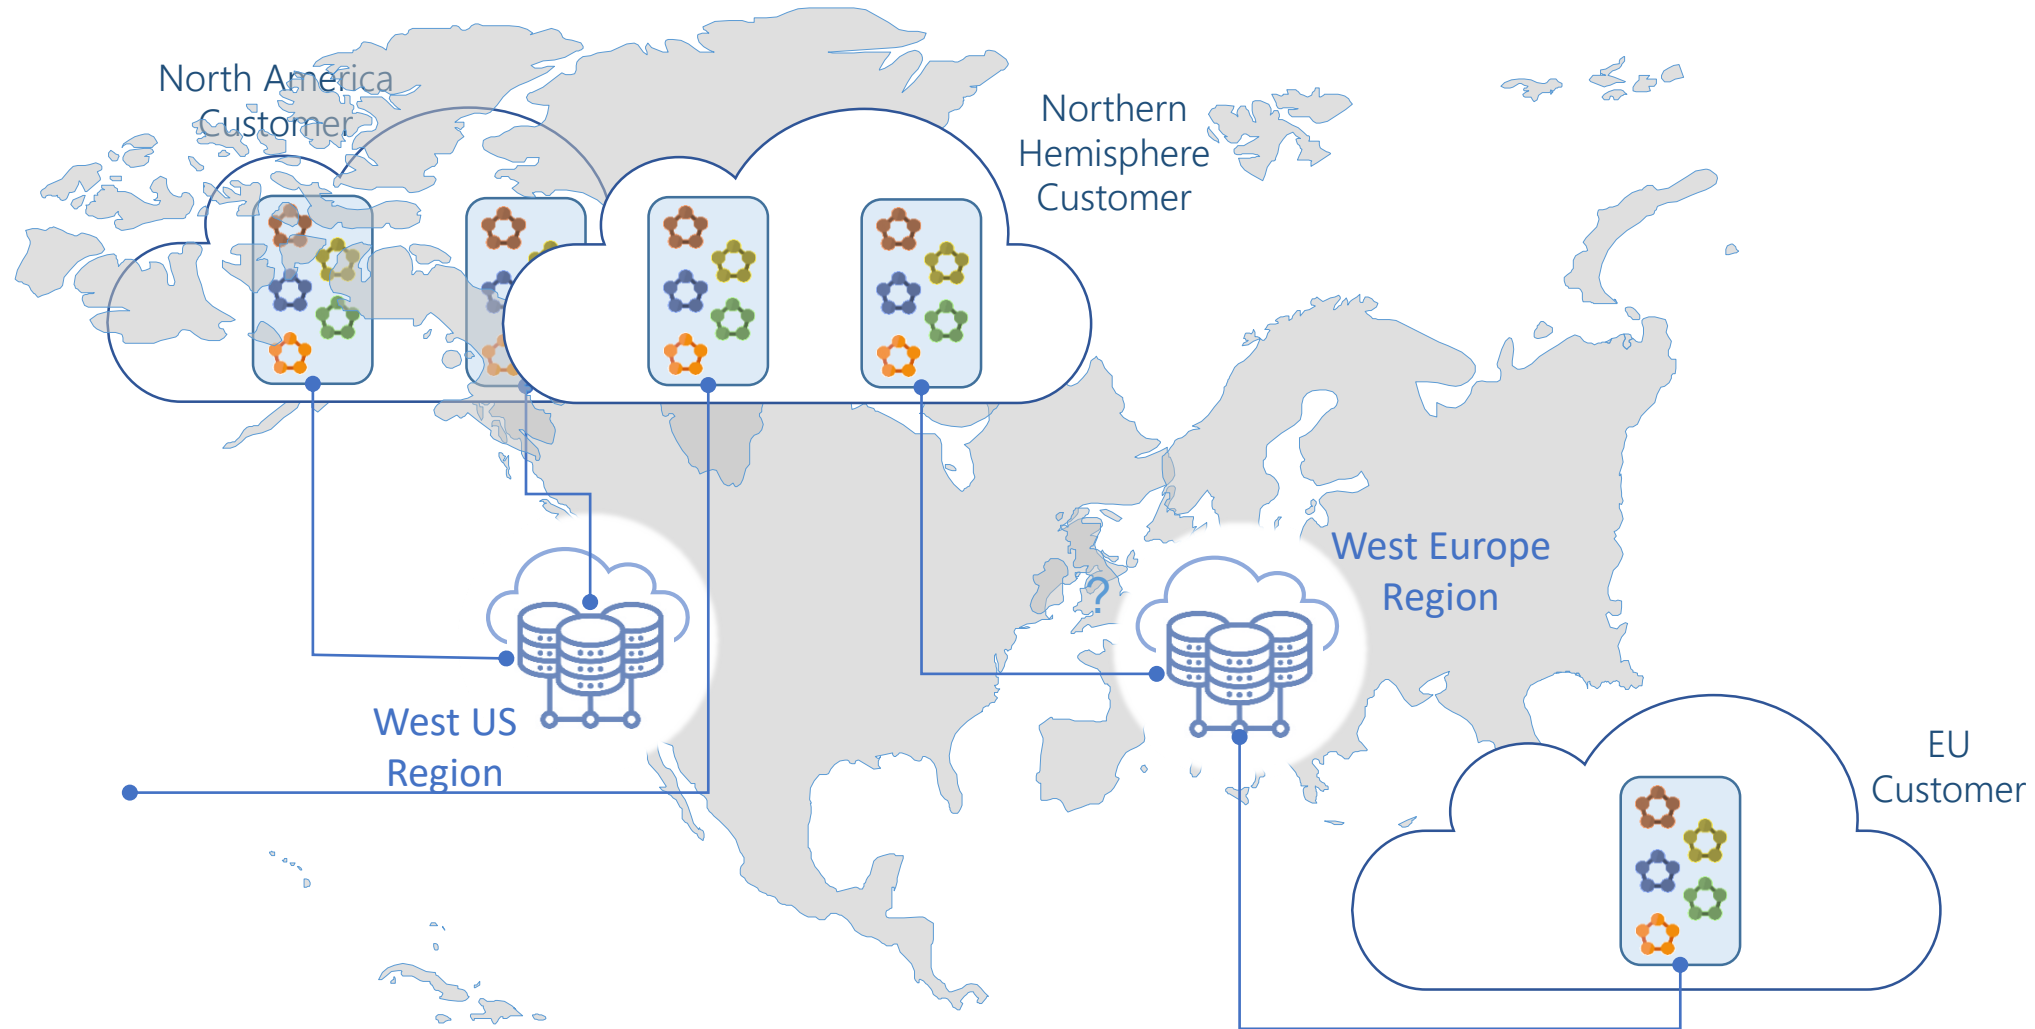 North America
Customer
Northern
Hemisphere
Customer
West Europe
Region
?
West US
Region
EU
Customer